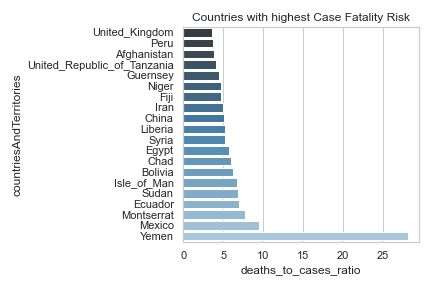 Countries with highest Case Fatality Risk
countriesAndTerritories
United_Kingdom
Peru
Afghanistan
United_Republic_of_Tanzania
Guernsey
Niger
Fiji
Iran
China
Liberia
Syria
Egypt
Chad
Bolivia
Isle_of_Man
Sudan
Ecuador
Montserrat
Mexico
Yemen
0 5 10 15 20 25
deaths_to_cases_ratio